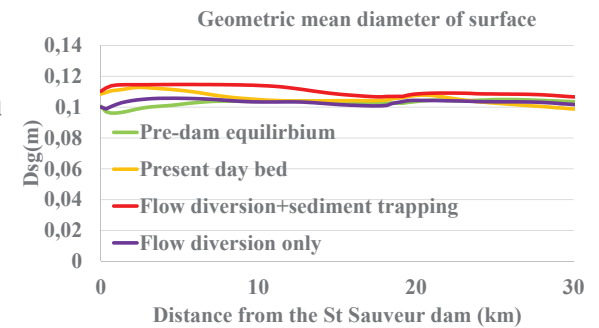 Geometric mean diameter of surface
0,14
0,12
0,1
0,08
0,06
0,04
0,02
0
Dsg(m)
Pre-dam equilirbium
Present day bed
Flow diversion+sediment trapping
Flow diversion only
0
10
20
30
Distance from the St Sauveur dam (km)